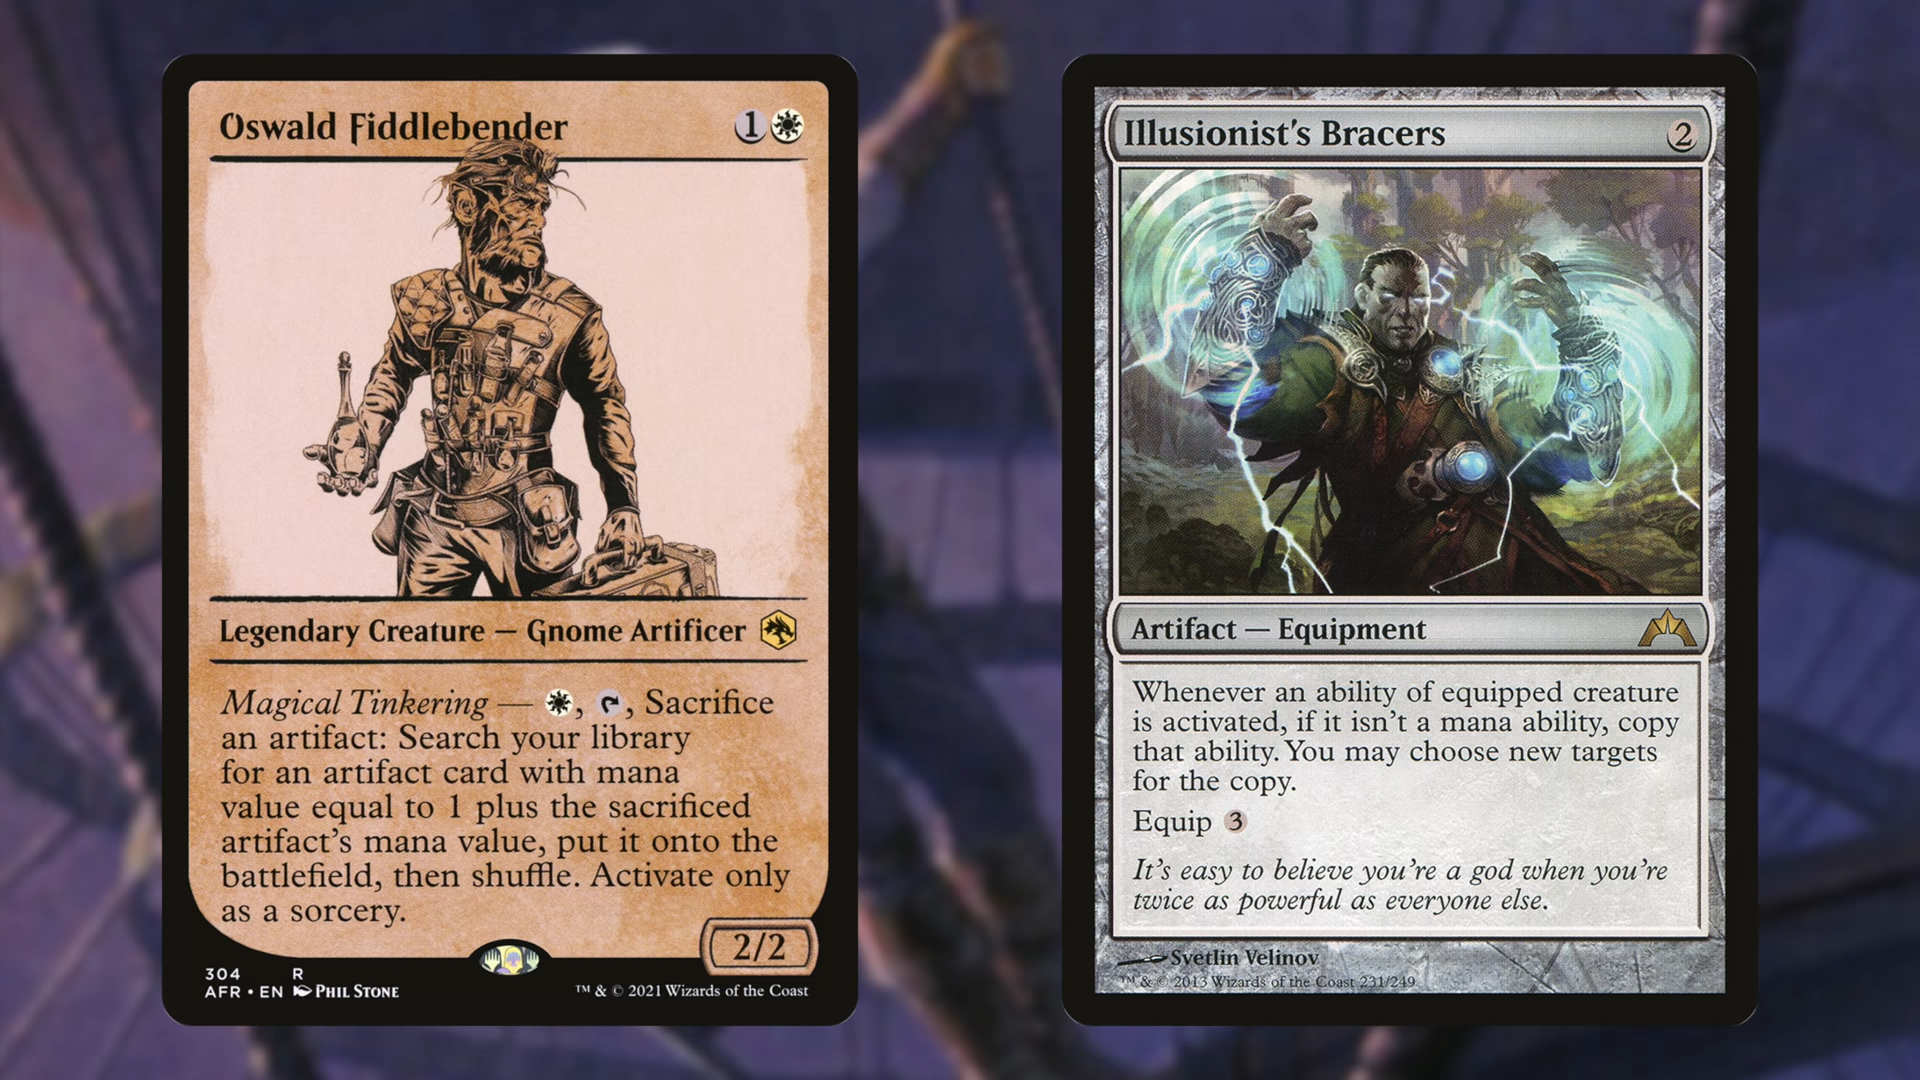 Oswald Fiddlebender
1
Legendary Creature — Gnome Artificer
Magical Tinkering — , , Sacrifice
an artifact: Search your library
for an artifact card with mana
value equal to 1 plus the sacrificed
artifact's mana value, put it onto the
battlefield, then shuffle. Activate only
as a sorcery.
2/2
304 R
AFR • EN PHIL STONE
™ & © 2021 Wizards of the Coast
Illusionist's Bracers
2
Artifact — Equipment
Whenever an ability of equipped creature
is activated, if it isn't a mana ability, copy
that ability. You may choose new targets
for the copy.
Equip 3
It's easy to believe you're a god when you're
twice as powerful as everyone else.
Svetlin Velinov
™ & © 2013 Wizards of the Coast 231/249